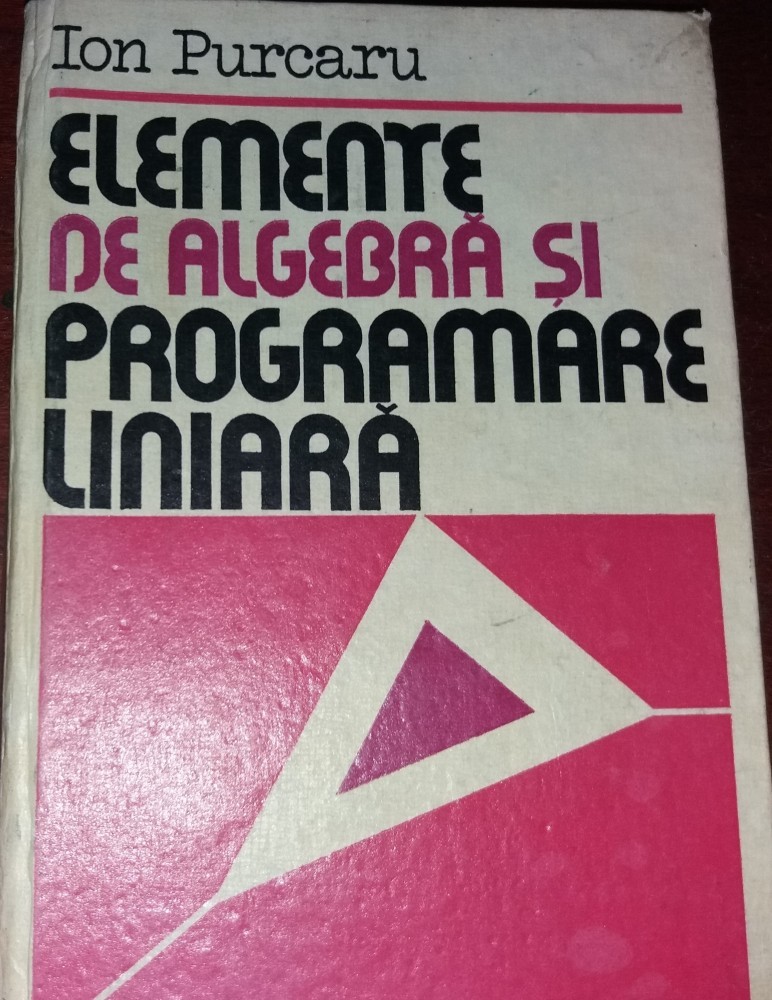 Ion Purcaru
ELEMENTE
DE ALGEBRĂ ȘI
PROGRAMARE
LINIARĂ